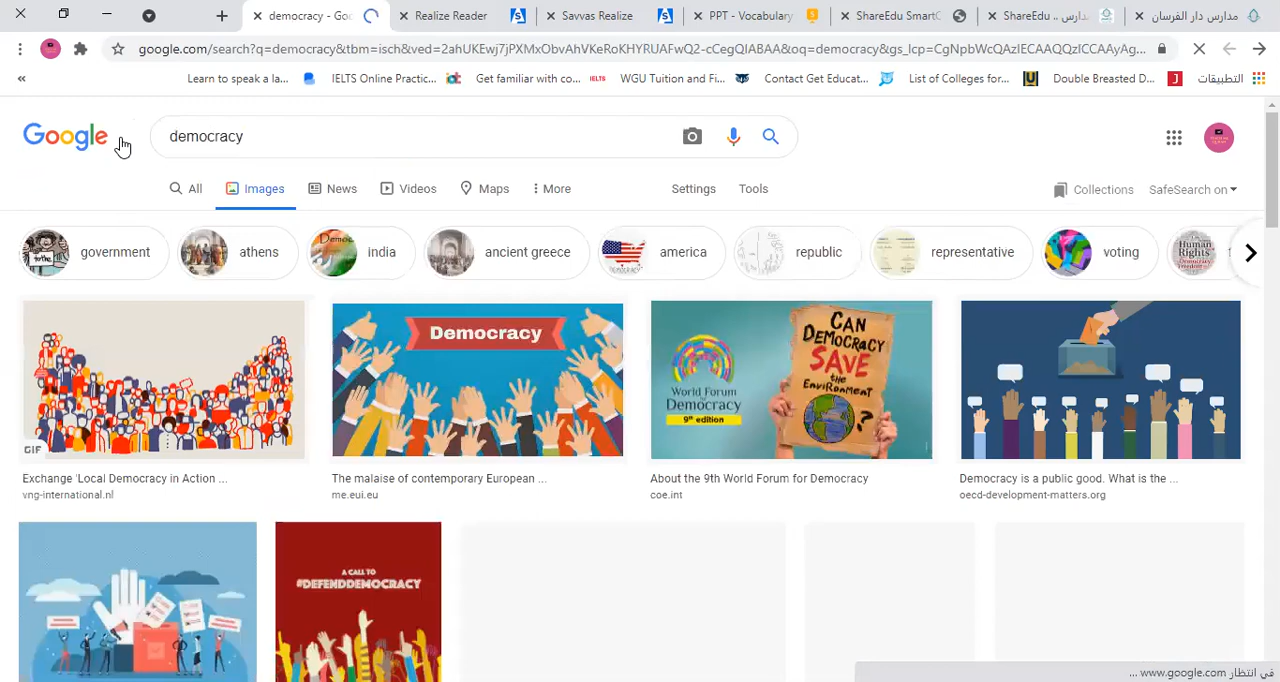 democracy - Goo
Realize Reader
Savvas Realize
PPT - Vocabulary
ShareEdu SmartC
ShareEdu .. مدارس
مدارس دار الفرسان
google.com/search?q=democracy&tbm=isch&ved=2ahUKEwj7jPXMxObvAhVKeRoKHYRUAFwQ2-cCegQIABAA&oq=democracy&gs_lcp=CgNpbWcQAzIECAAQQzICCAAyAg...
Learn to speak a la...
IELTS Online Practic...
Get familiar with co...
IELTS
WGU Tuition and Fi...
Contact Get Educat...
List of Colleges for...
Double Breasted D...
التطبيقات
Google
democracy
All
Images
News
Videos
Maps
More
Settings
Tools
Collections
SafeSearch on
government
athens
india
ancient greece
america
republic
representative
voting
Human
Rights
Democracy
CAN
DEMOCRACY
SAVE
the
ENVIRONMENT
?
World Forum
for Democracy
9th edition
GIF
Exchange 'Local Democracy in Action ...
vng-international.nl
The malaise of contemporary European ...
me.eui.eu
About the 9th World Forum for Democracy
coe.int
Democracy is a public good. What is the ...
oecd-development-matters.org
A CALL TO
#DEFENDDEMOCRACY
في انتظار www.google.com ...